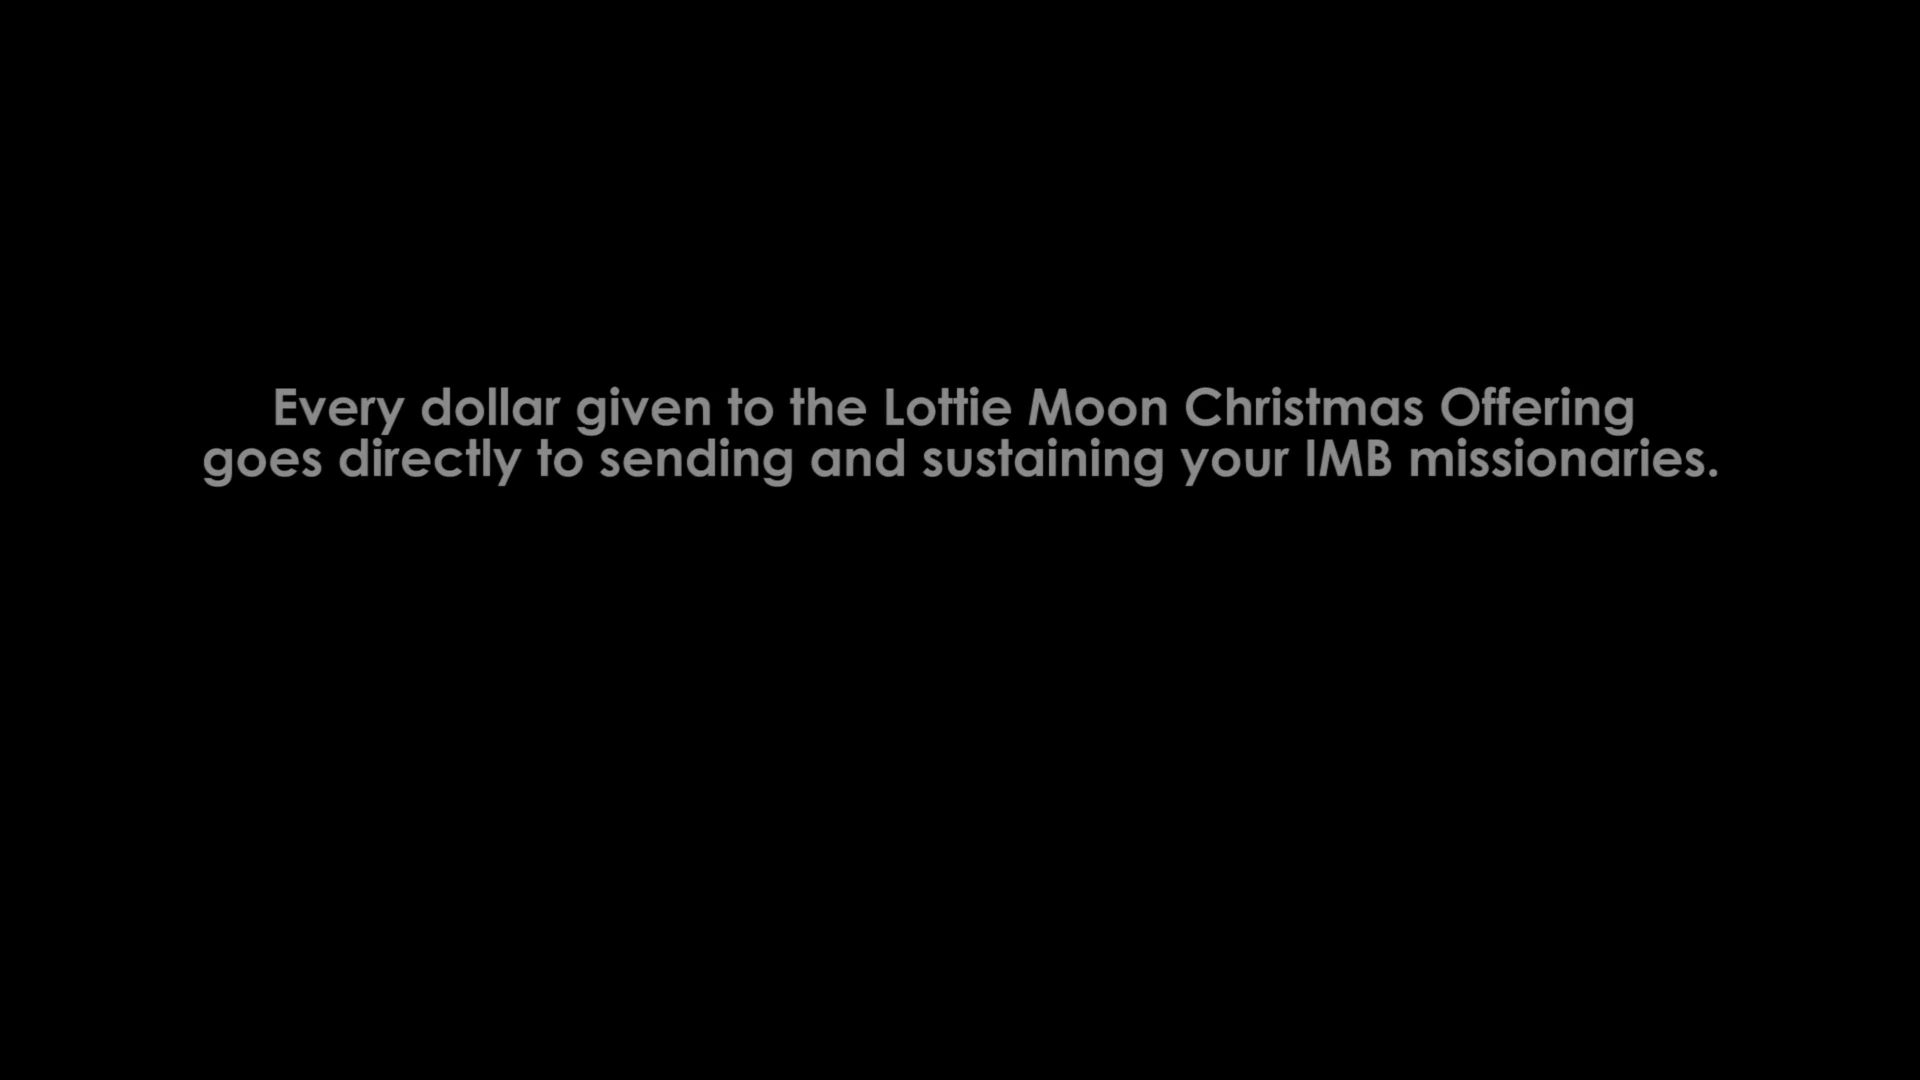 Every dollar given to the Lottie Moon Christmas Offering
goes directly to sending and sustaining your IMB missionaries.